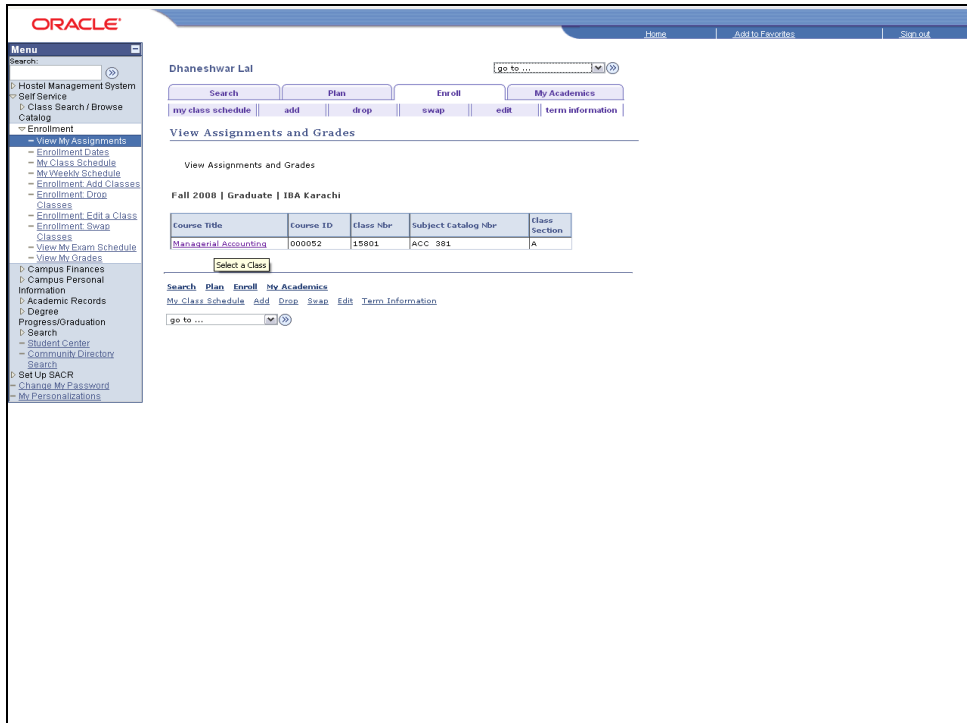 ORACLE
Home Add to Favorites Sign out
Menu
Search:
Hostel Management System
Self Service
Class Search / Browse
Catalog
Enrollment
View My Assignments
Enrollment Dates
My Class Schedule
My Weekly Schedule
Enrollment: Add Classes
Enrollment: Drop
Classes
Enrollment: Edit a Class
Enrollment: Swap
Classes
View My Exam Schedule
View My Grades
Campus Finances
Campus Personal
Information
Academic Records
Degree
Progress/Graduation
Search
Student Center
Community Directory
Search
Set Up SACR
Change My Password
My Personalizations
Dhaneshwar Lal
go to ...
Search Plan Enroll My Academics
my class schedule add drop swap edit term information
View Assignments and Grades
View Assignments and Grades
Fall 2008 | Graduate | IBA Karachi
Course Title Course ID Class Nbr Subject Catalog Nbr Class Section
Managerial Accounting 000052 15801 ACC 381 A
Select a Class
Search Plan Enroll My Academics
My Class Schedule Add Drop Swap Edit Term Information
go to ...